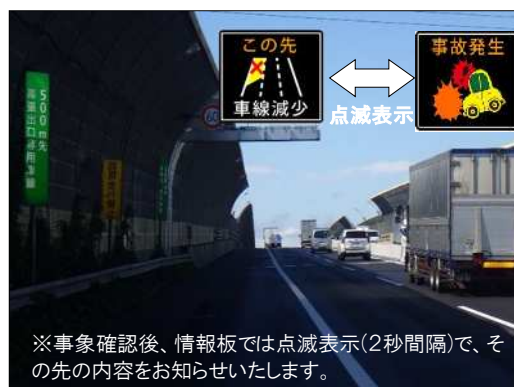 この先
車線減少
事故発生
点滅表示
500m先
※事象確認後、情報板では点滅表示(2秒間隔)で、そ
の先の内容をお知らせいたします。